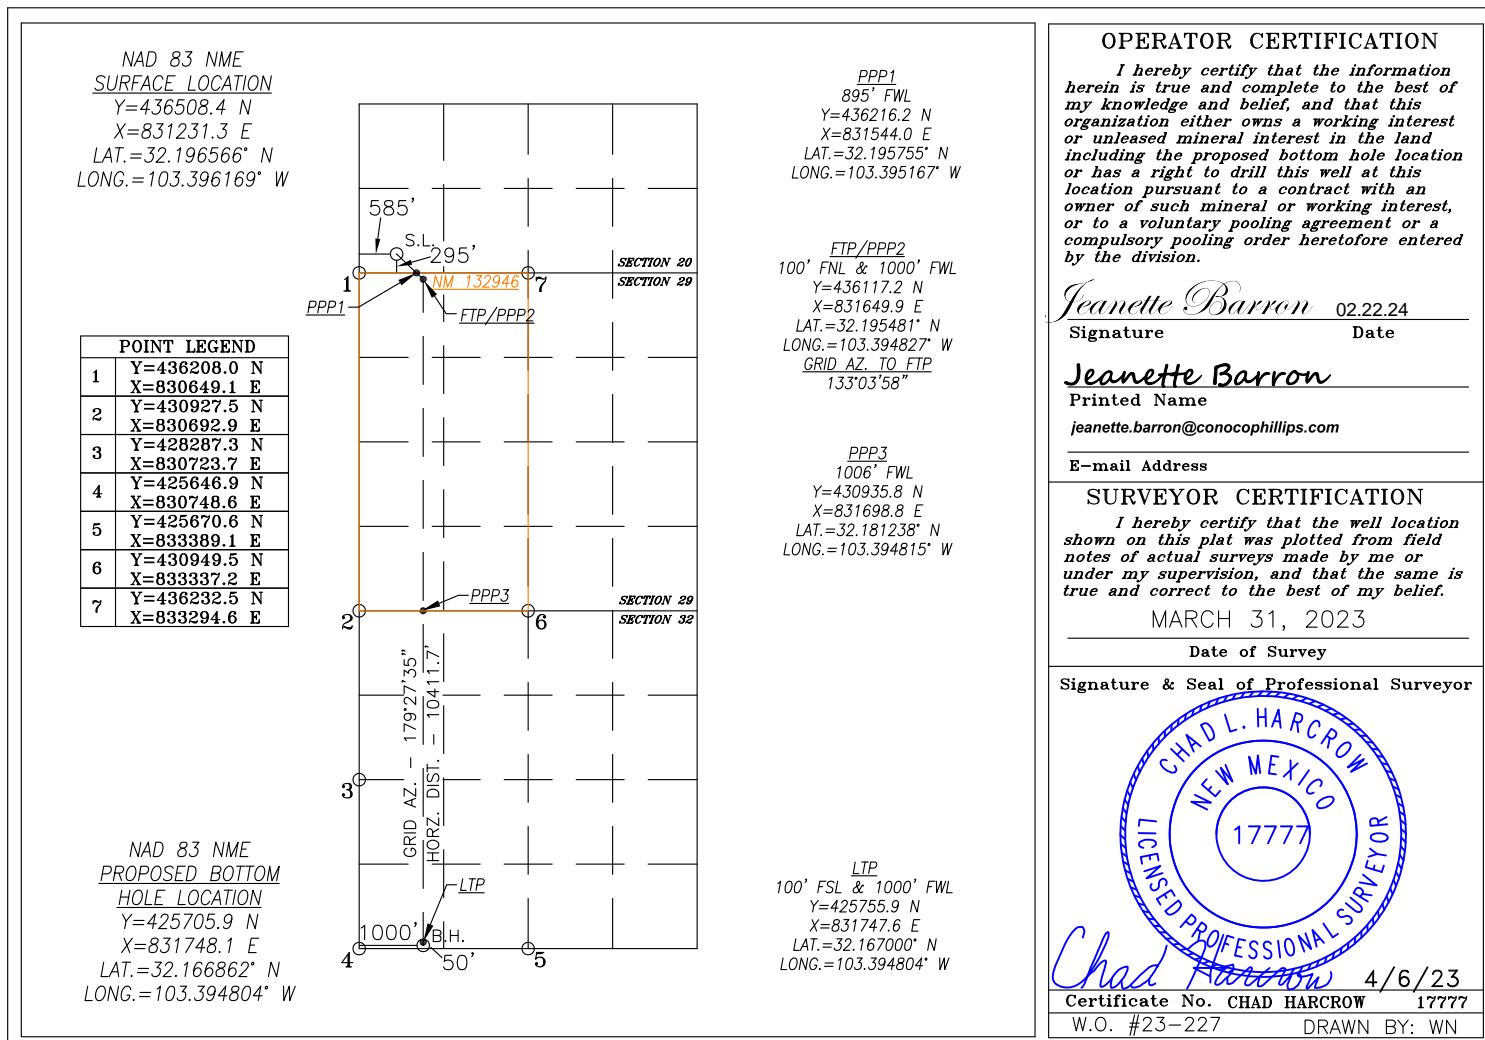 NAD 83 NME
SURFACE LOCATION
Y=436508.4 N
X=831231.3 E
LAT.=32.196566° N
LONG.=103.396169° W
585'
S.L.
295'
1
7
NM 132946
SECTION 20
SECTION 29
PPP1
FTP/PPP2
POINT LEGEND
1 Y=436208.0 N
X=830649.1 E
2 Y=430927.5 N
X=830692.9 E
3 Y=428287.3 N
X=830723.7 E
4 Y=425646.9 N
X=830748.6 E
5 Y=425670.6 N
X=833389.1 E
6 Y=430949.5 N
X=833337.2 E
7 Y=436232.5 N
X=833294.6 E
PPP3
2
6
SECTION 29
SECTION 32
GRID AZ. - 179°27'35"
HORZ. DIST. - 10411.7'
3
LTP
1000'
B.H.
50'
4
5
NAD 83 NME
PROPOSED BOTTOM
HOLE LOCATION
Y=425705.9 N
X=831748.1 E
LAT.=32.166862° N
LONG.=103.394804° W
PPP1
895' FWL
Y=436216.2 N
X=831544.0 E
LAT.=32.195755° N
LONG.=103.395167° W
FTP/PPP2
100' FNL & 1000' FWL
Y=436117.2 N
X=831649.9 E
LAT.=32.195481° N
LONG.=103.394827° W
GRID AZ. TO FTP
133°03'58"
PPP3
1006' FWL
Y=430935.8 N
X=831698.8 E
LAT.=32.181238° N
LONG.=103.394815° W
LTP
100' FSL & 1000' FWL
Y=425755.9 N
X=831747.6 E
LAT.=32.167000° N
LONG.=103.394804° W
OPERATOR CERTIFICATION
I hereby certify that the information
herein is true and complete to the best of
my knowledge and belief, and that this
organization either owns a working interest
or unleased mineral interest in the land
including the proposed bottom hole location
or has a right to drill this well at this
location pursuant to a contract with an
owner of such mineral or working interest,
or to a voluntary pooling agreement or a
compulsory pooling order heretofore entered
by the division.
Jeanette Barron 02.22.24
Signature Date
Jeanette Barron
Printed Name
jeanette.barron@conocophillips.com
E-mail Address
SURVEYOR CERTIFICATION
I hereby certify that the well location
shown on this plat was plotted from field
notes of actual surveys made by me or
under my supervision, and that the same is
true and correct to the best of my belief.
MARCH 31, 2023
Date of Survey
Signature & Seal of Professional Surveyor
CHAD L. HARCROW
NEW MEXICO
17777
LICENSED PROFESSIONAL SURVEYOR
Chad Harcrow 4/6/23
Certificate No. CHAD HARCROW 17777
W.O. #23-227 DRAWN BY: WN